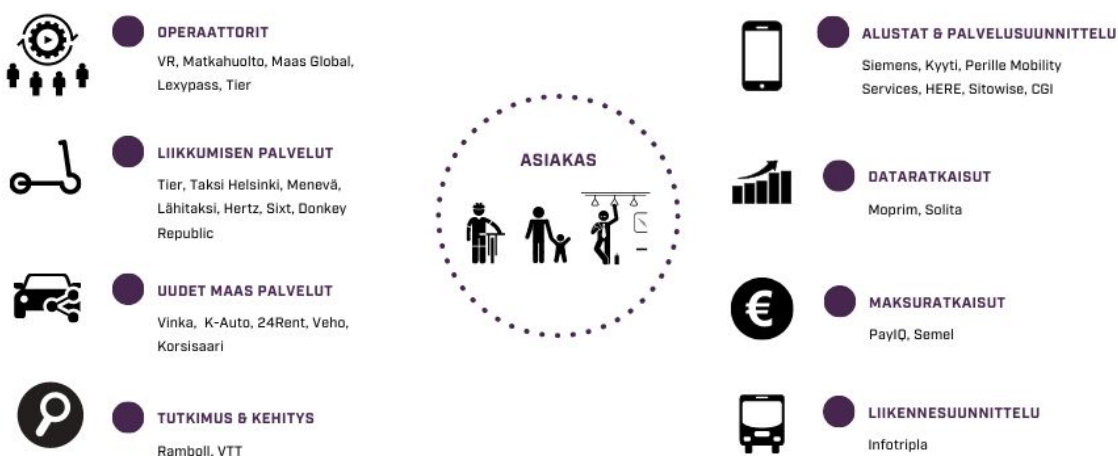 OPERAATTORIT
VR, Matkahuolto, Maas Global,
Lexypass, Tier
LIIKKUMISEN PALVELUT
Tier, Taksi Helsinki, Menevä,
Lähitaksi, Hertz, Sixt, Donkey
Republic
UUDET MAAS PALVELUT
Vinka, K-Auto, 24Rent, Veho,
Korsisaari
TUTKIMUS & KEHITYS
Ramboll, VTT
ASIAKAS
ALUSTAT & PALVELUSUUNNITTELU
Siemens, Kyyti, Perille Mobility
Services, HERE, Sitowise, CGI
DATARATKAISUT
Moprim, Solita
€
MAKSURATKAISUT
PayIQ, Semel
LIIKENNESUUNNITTELU
Infotripla